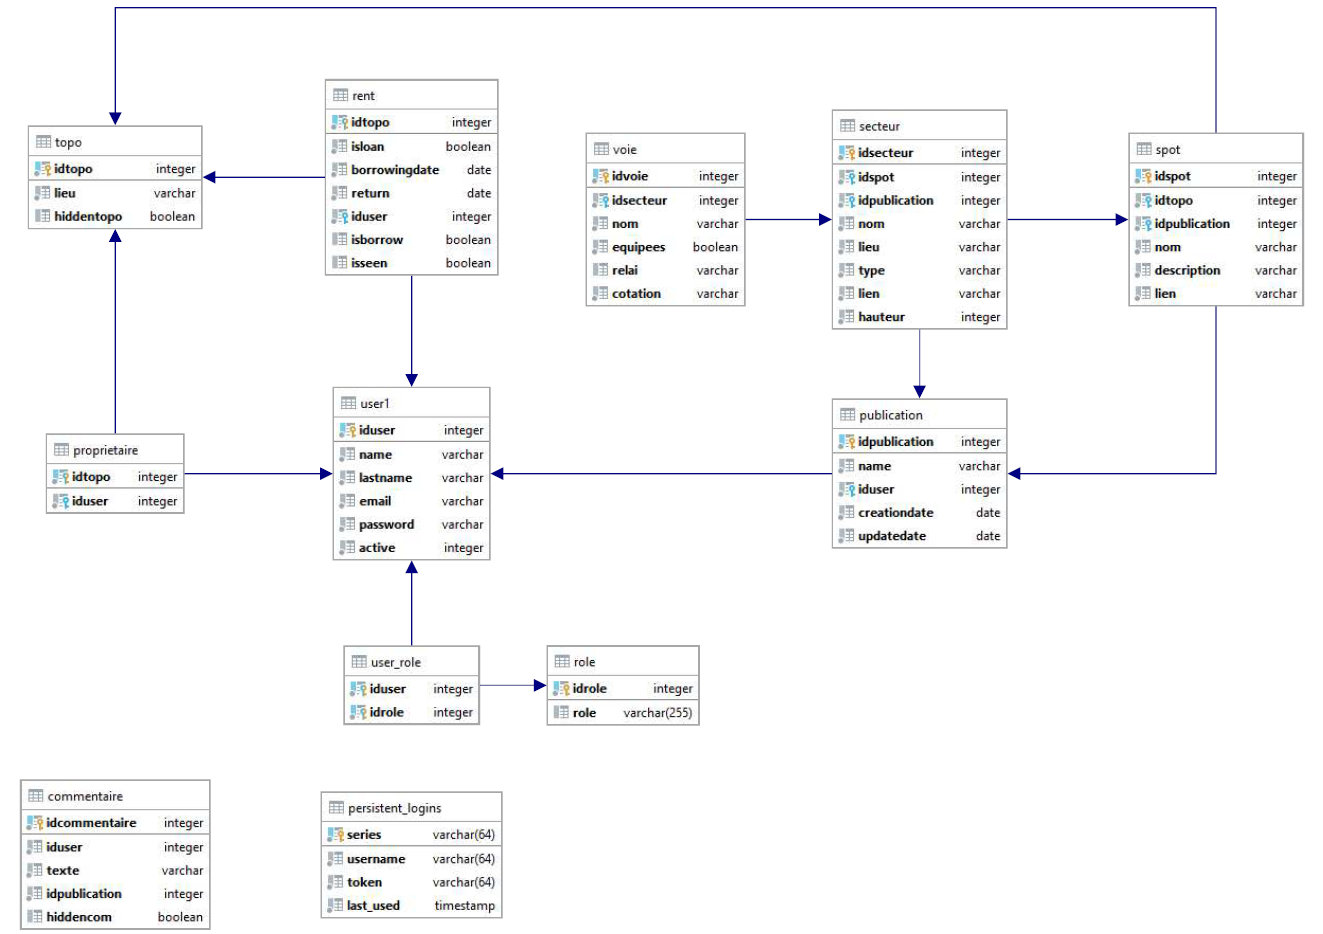 rent
idtopo integer
isloan boolean
borrowingdate date
return date
iduser integer
isborrow boolean
isseen boolean
topo
idtopo integer
lieu varchar
hiddentopo boolean
voie
idvoie integer
idsecteur integer
nom varchar
equipees boolean
relai varchar
cotation varchar
secteur
idsecteur integer
idspot integer
idpublication integer
nom varchar
lieu varchar
type varchar
lien varchar
hauteur integer
spot
idspot integer
idtopo integer
idpublication integer
nom varchar
description varchar
lien varchar
proprietaire
idtopo integer
iduser integer
user1
iduser integer
name varchar
lastname varchar
email varchar
password varchar
active integer
publication
idpublication integer
name varchar
iduser integer
creationdate date
updatedate date
user_role
iduser integer
idrole integer
role
idrole integer
role varchar(255)
commentaire
idcommentaire integer
iduser integer
texte varchar
idpublication integer
hiddencom boolean
persistent_logins
series varchar(64)
username varchar(64)
token varchar(64)
last_used timestamp